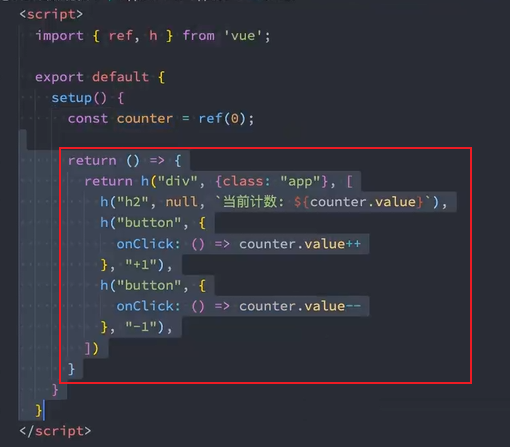 <script>
import { ref, h } from 'vue';
export default {
setup() {
const counter = ref(0);
return () => {
return h("div", {class: "app"}, [
h("h2", null, `当前计数: ${counter.value}`),
h("button", {
onClick: () => counter.value++
}, "+1"),
h("button", {
onClick: () => counter.value--
}, "-1"),
])
}
}
}
</script>